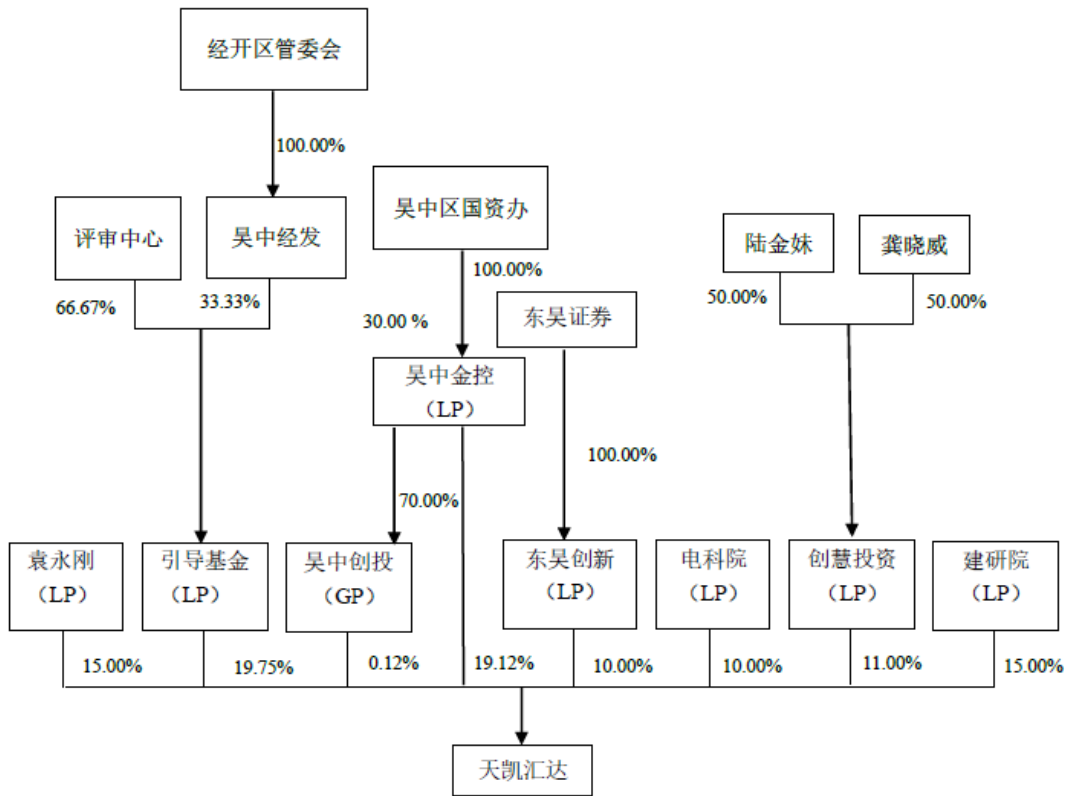 经开区管委会
100.00%
评审中心
吴中经发
吴中区国资办
陆金妹
龚晓威
66.67%
33.33%
100.00%
50.00%
50.00%
30.00 %
东吴证券
吴中金控
（LP）
70.00%
100.00%
袁永刚
（LP）
引导基金
（LP）
吴中创投
（GP）
东吴创新
（LP）
电科院
（LP）
创慧投资
（LP）
建研院
（LP）
15.00%
19.75%
0.12%
19.12%
10.00%
10.00%
11.00%
15.00%
天凯汇达